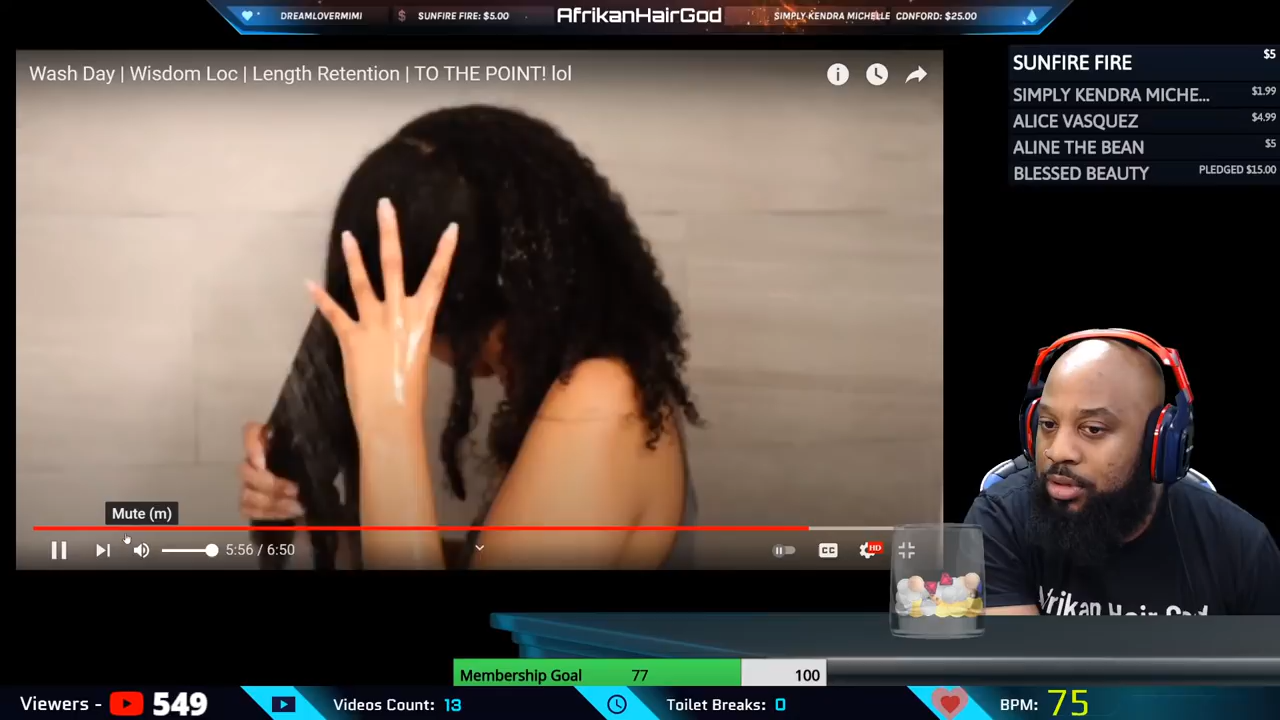 DREAMLOVERMIMI
$ SUNFIRE FIRE: $5.00
AfrikanHairGod
SIMPLY KENDRA MICHELLE CDNFORD: $25.00
Wash Day | Wisdom Loc | Length Retention | TO THE POINT! lol
SUNFIRE FIRE $5
SIMPLY KENDRA MICHE... $1.99
ALICE VASQUEZ $4.99
ALINE THE BEAN $5
BLESSED BEAUTY PLEDGED $15.00
Mute (m)
5:56 / 6:50
CC
HD
frikan Hair God
Membership Goal 77 100
Viewers - 549
Videos Count: 13
Toilet Breaks: 0
BPM: 75